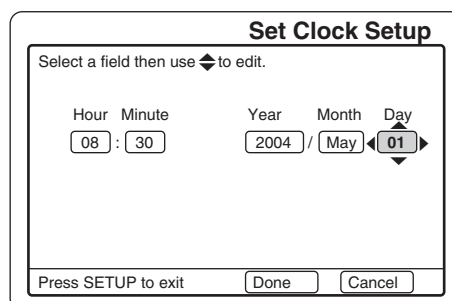 Set Clock Setup
Select a field then use to edit.
Hour Minute Year Month Day
08 : 30 2004 / May 01
Press SETUP to exit Done Cancel